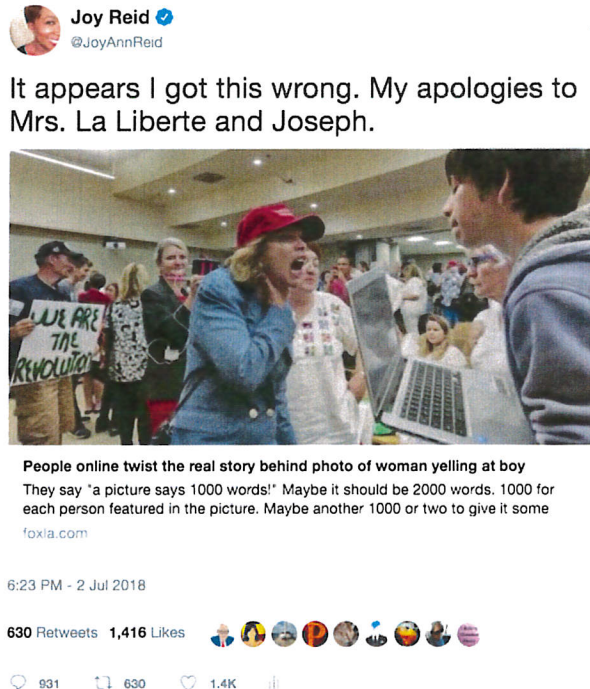 Joy Reid
@JoyAnnReid
It appears I got this wrong. My apologies to
Mrs. La Liberte and Joseph.
WE ARE
THE
REVOLUTION
People online twist the real story behind photo of woman yelling at boy
They say "a picture says 1000 words!" Maybe it should be 2000 words. 1000 for
each person featured in the picture. Maybe another 1000 or two to give it some
foxla.com
6:23 PM - 2 Jul 2018
630 Retweets 1,416 Likes
931 630 1.4K